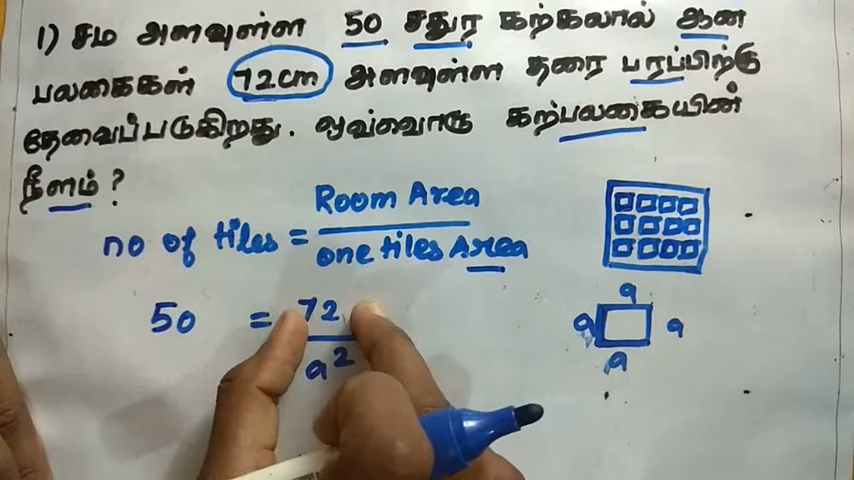 1) சம அளவுள்ள 50 சதுர கற்கலால் ஆன
பலகைகள் 72cm அளவுள்ள தரை பரப்பிற்கு
தேவைப்படுகிறது. ஒவ்வொரு கற்பலகையின்
நீளம் ?
Room Area
no of tiles = one tiles Area
50 = 72
a²
a
a a
a